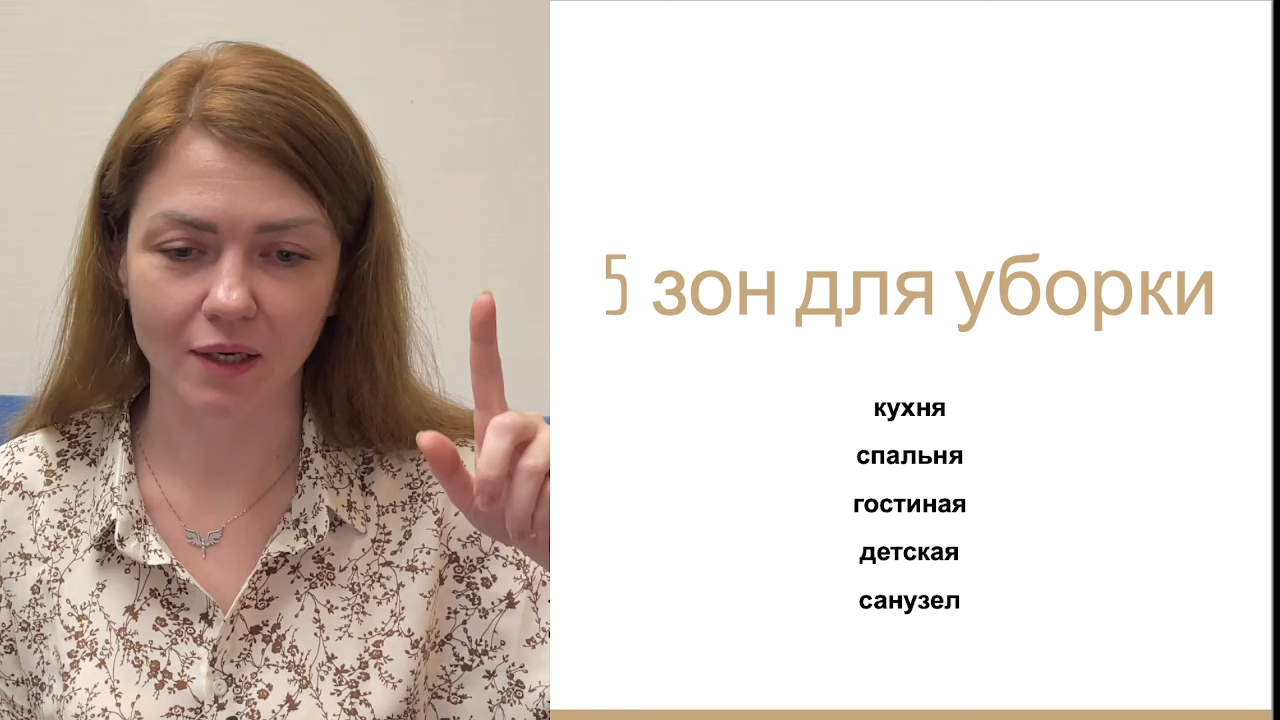 5 зон для уборки
кухня
спальня
гостиная
детская
санузел